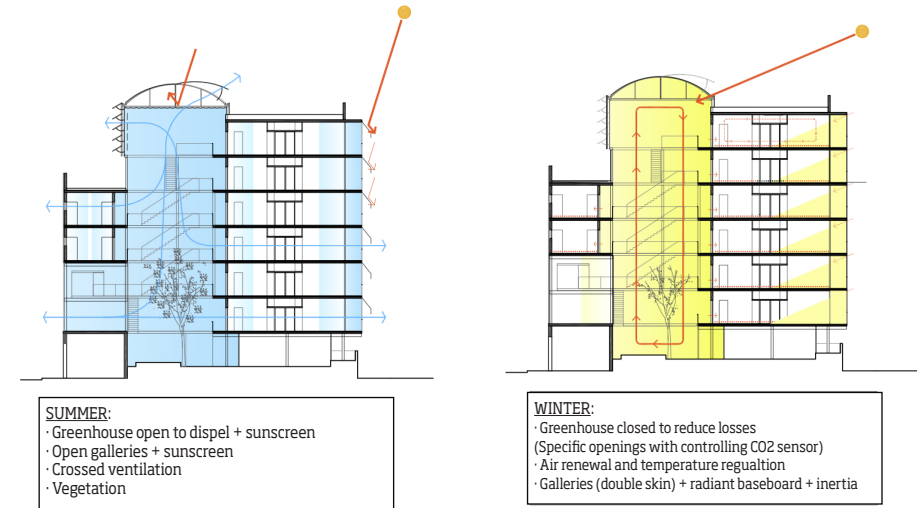 SUMMER:
· Greenhouse open to dispel + sunscreen
· Open galleries + sunscreen
· Crossed ventilation
· Vegetation
WINTER:
· Greenhouse closed to reduce losses
(Specific openings with controlling CO2 sensor)
· Air renewal and temperature regualtion
· Galleries (double skin) + radiant baseboard + inertia